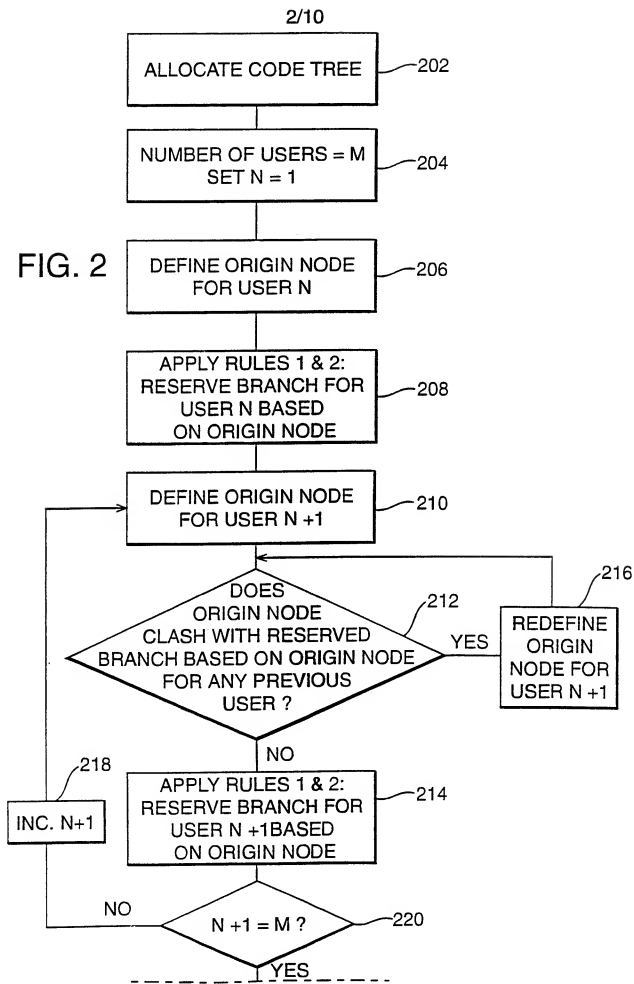 2/10
ALLOCATE CODE TREE
202
NUMBER OF USERS = M
SET N = 1
204
FIG. 2
DEFINE ORIGIN NODE
FOR USER N
206
APPLY RULES 1 & 2:
RESERVE BRANCH FOR
USER N BASED
ON ORIGIN NODE
208
DEFINE ORIGIN NODE
FOR USER N +1
210
DOES
ORIGIN NODE
CLASH WITH RESERVED
BRANCH BASED ON ORIGIN NODE
FOR ANY PREVIOUS
USER ?
212
YES
216
REDEFINE
ORIGIN
NODE FOR
USER N +1
NO
218
INC. N+1
APPLY RULES 1 & 2:
RESERVE BRANCH FOR
USER N +1BASED
ON ORIGIN NODE
214
NO
N +1 = M ?
220
YES